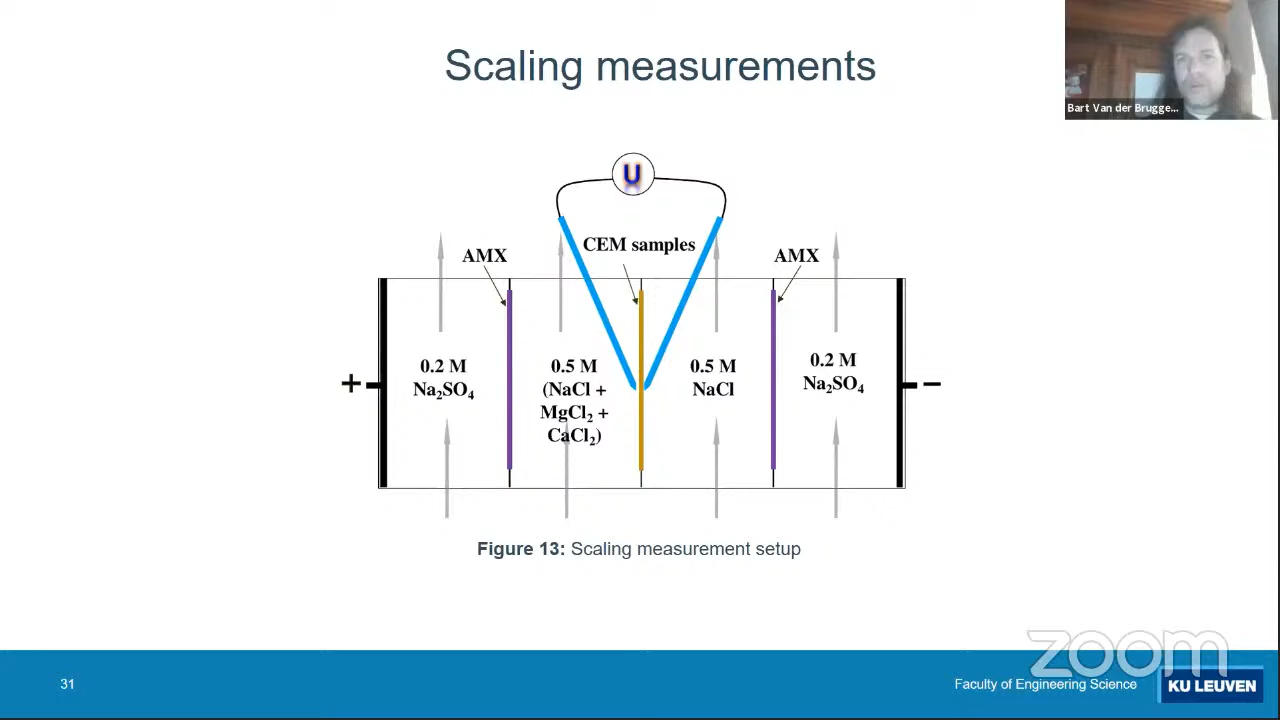 Scaling measurements
Bart Van der Brugge...
U
CEM samples
AMX
AMX
0.2 M
Na₂SO₄
0.5 M
(NaCl +
MgCl₂ +
CaCl₂)
0.5 M
NaCl
0.2 M
Na₂SO₄
+
−
Figure 13: Scaling measurement setup
zoom
31
Faculty of Engineering Science
KU LEUVEN